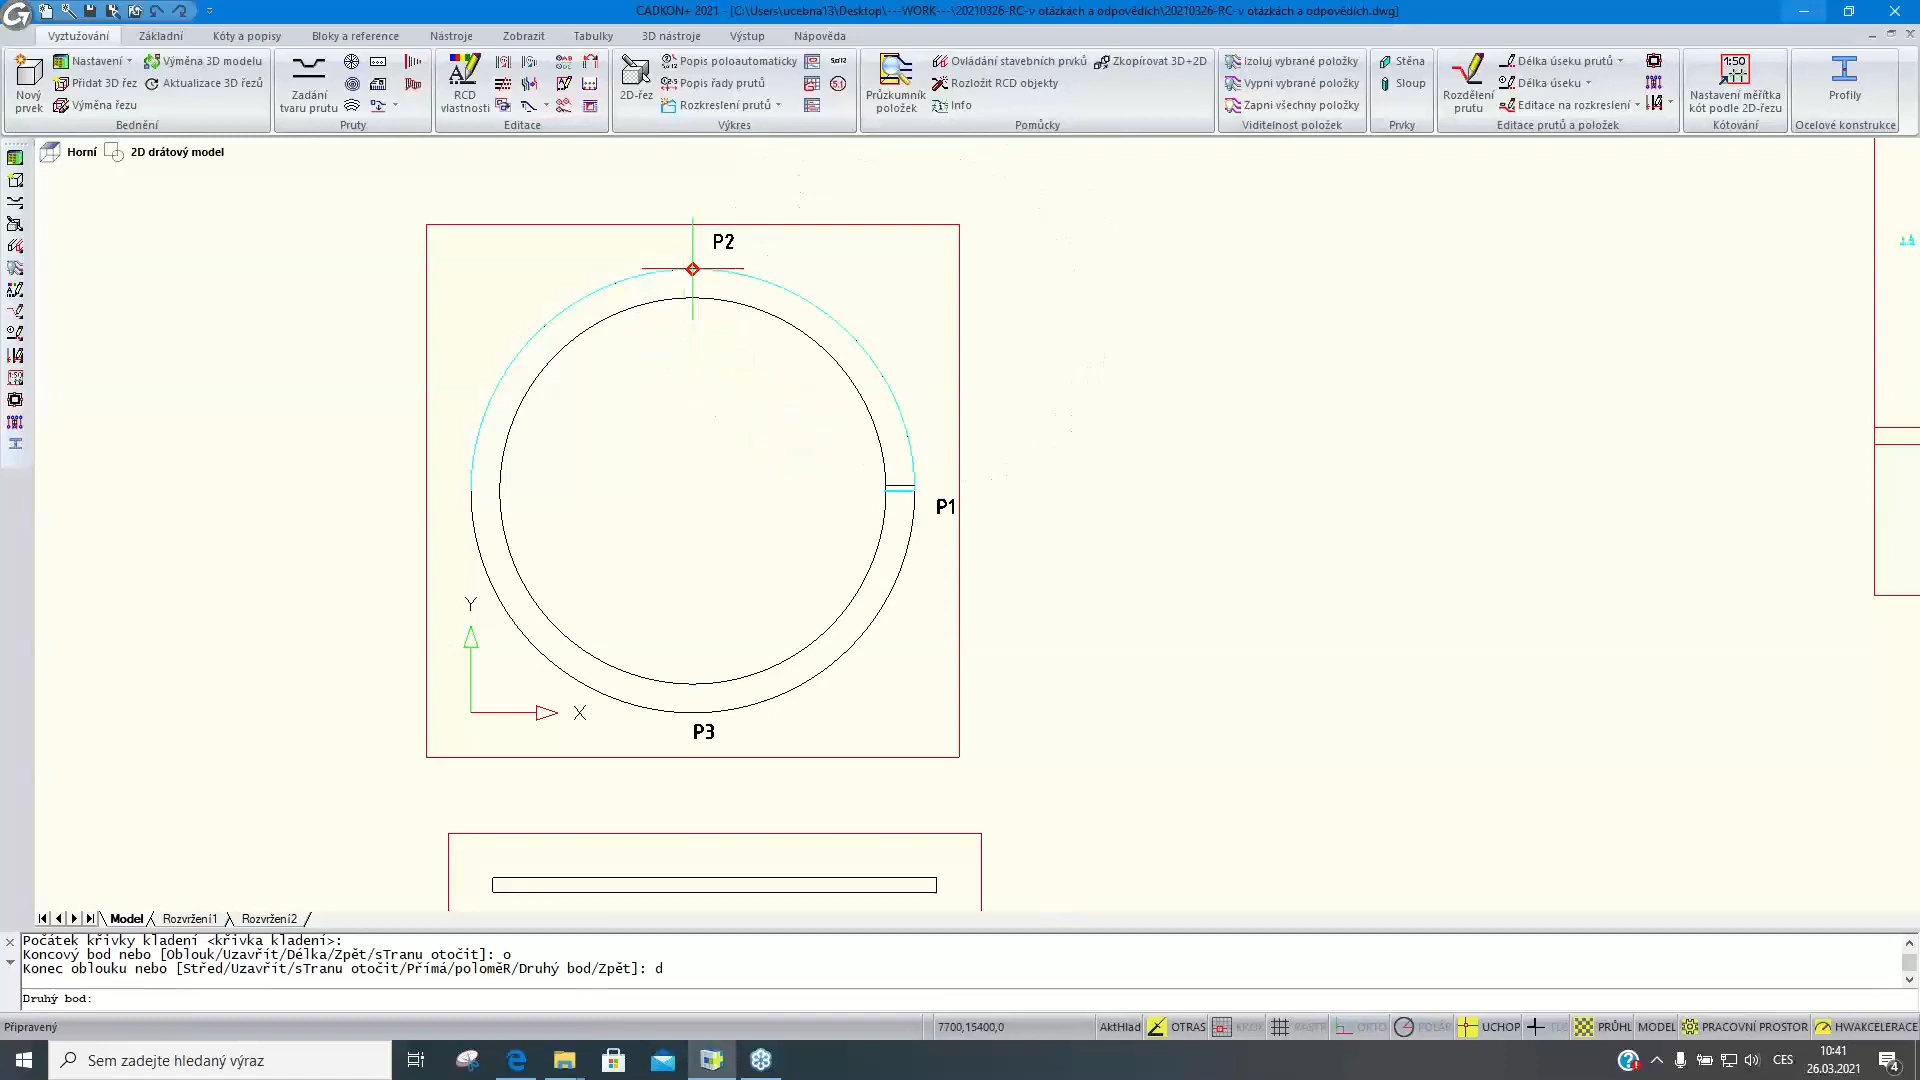 CADKON+ 2021 - [C:\Users\ucebna13\Desktop\---WORK---\20210326-RC-v otázkách a odpovědích\20210326-RC-v otázkách a odpovědích.dwg]
Vyztužování Základní Kóty a popisy Bloky a reference Nástroje Zobrazit Tabulky 3D nástroje Výstup Nápověda
Nový prvek
Nastavení
Přidat 3D řez
Výměna řezu
Výměna 3D modelu
Aktualizace 3D řezů
Bednění
Zadání tvaru prutu
Pruty
RCD vlastnosti
Editace
2D-řez
Popis poloautomaticky
Popis řady prutů
Rozkreslení prutů
Výkres
Průzkumník položek
Ovládání stavebních prvků
Rozložit RCD objekty
Info
Zkopírovat 3D+2D
Pomůcky
Izoluj vybrané položky
Vypni vybrané položky
Zapni všechny položky
Viditelnost položek
Stěna
Sloup
Prvky
Rozdělení prutu
Délka úseku prutů
Délka úseku
Editace na rozkreslení
Editace prutů a položek
1:50
Nastavení měřítka kót podle 2D-řezu
Kótování
Profily
Ocelové konstrukce
Horní 2D drátový model
P2
P1
Y
X
P3
Model Rozvržení1 Rozvržení2
Počátek křivky kladení <křivka kladení>:
Koncový bod nebo [Oblouk/Uzavřít/Délka/Zpět/sTranu otočit]: o
Konec oblouku nebo [Střed/Uzavřít/sTranu otočit/Přímá/poloměR/Druhý bod/Zpět]: d
Druhý bod:
Připravený 7700,15400,0 AktHlad OTRAS KROK RASTR ORTO POLÁR UCHOP TLČ PRŮHL MODEL PRACOVNÍ PROSTOR HWAKCELERACE
Sem zadejte hledaný výraz
CES
10:41
26.03.2021
4